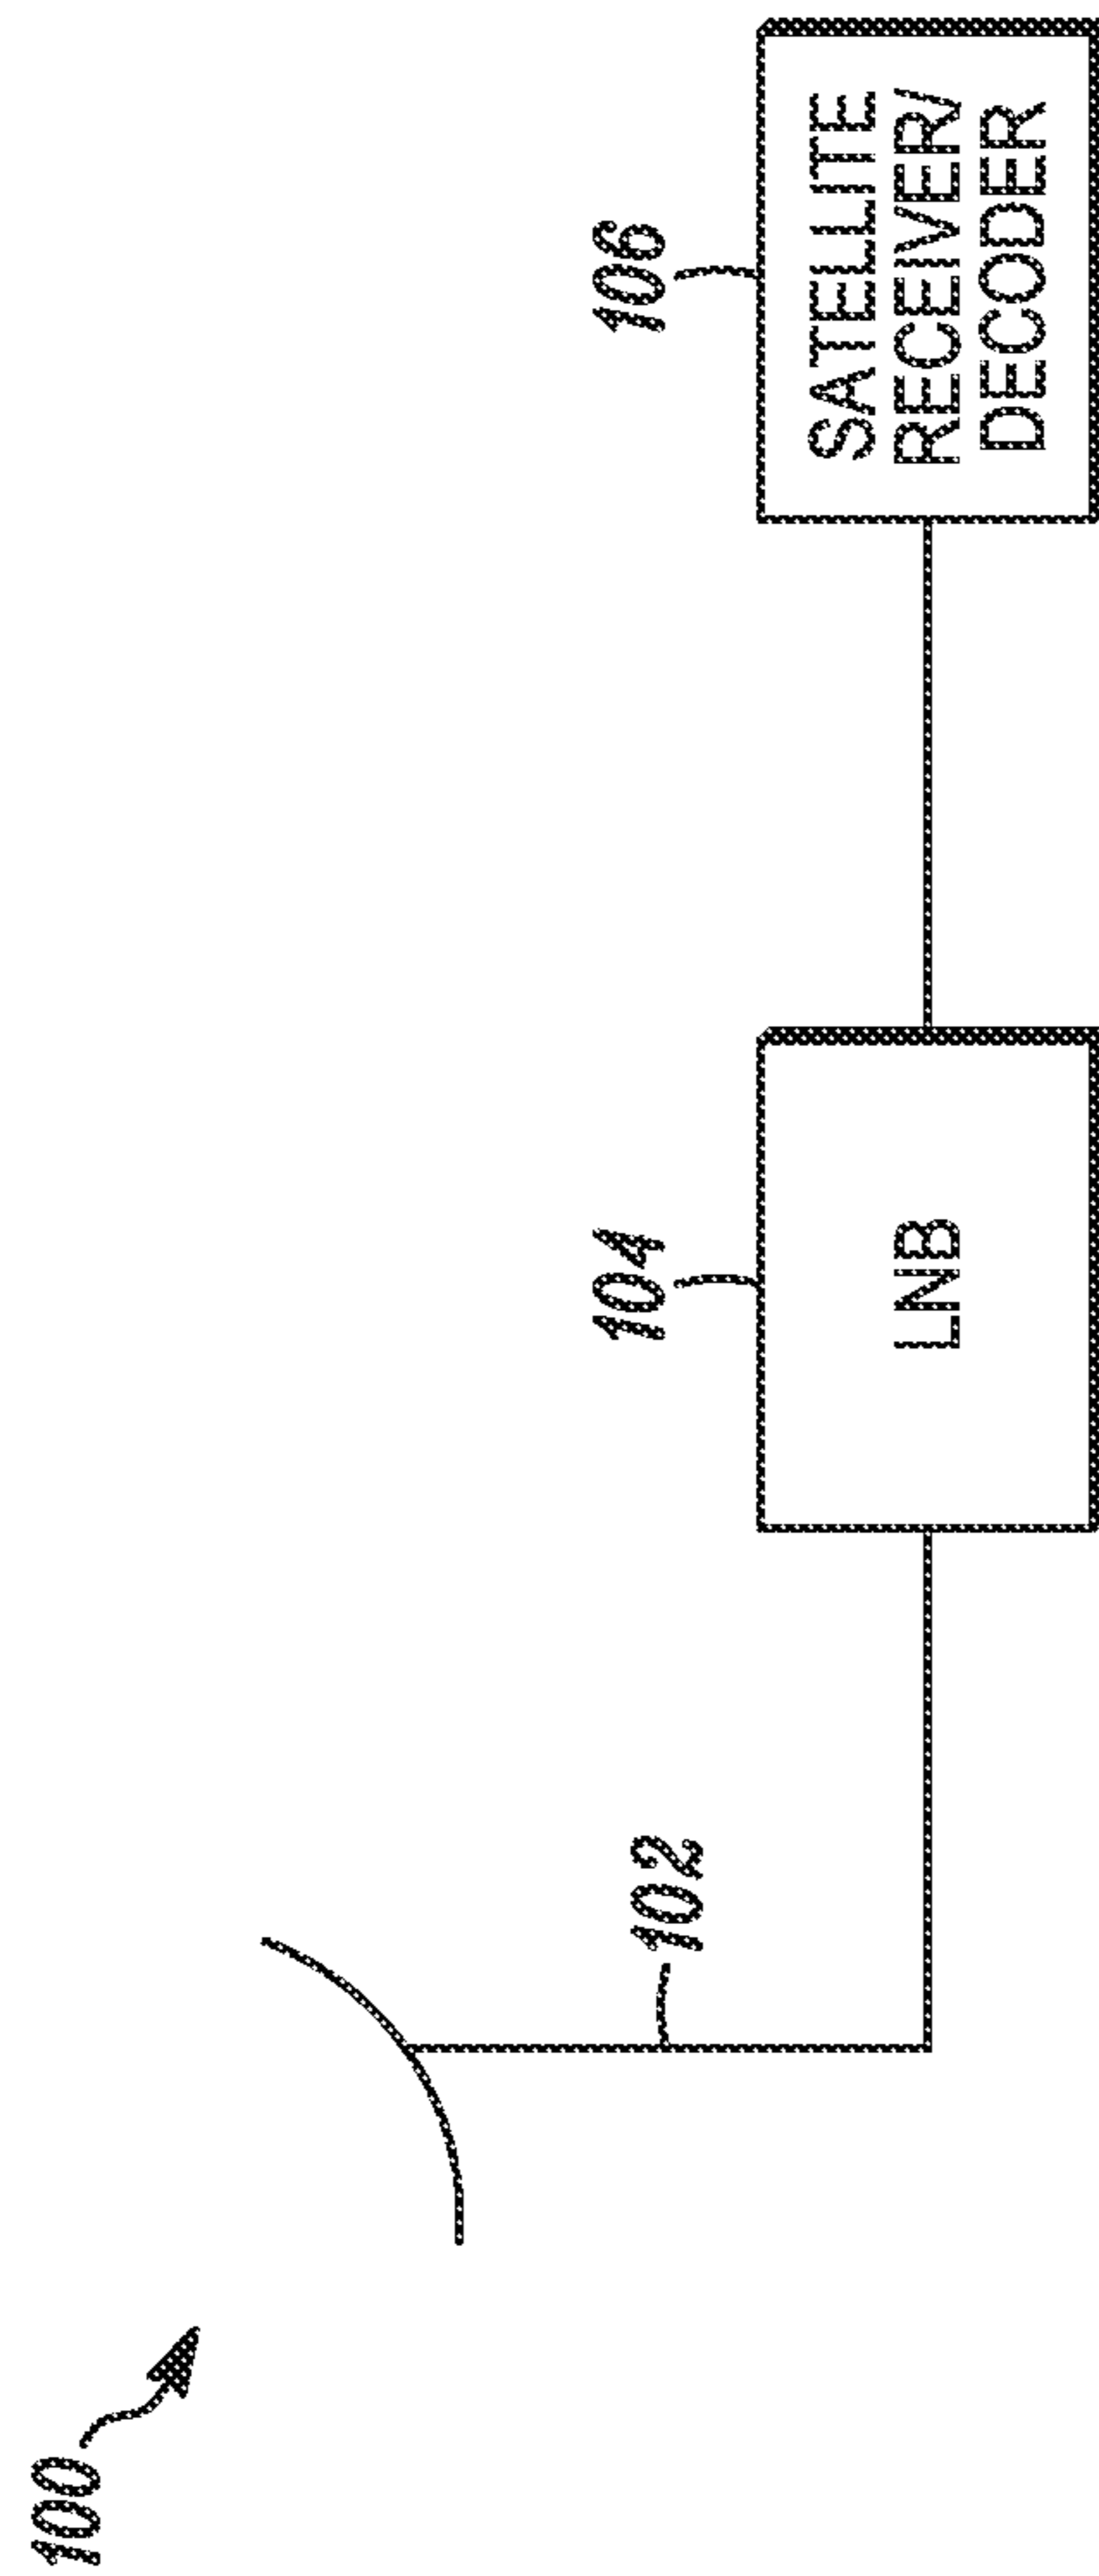 100
102
104
LNB
106
SATELLITE
RECEIVER/
DECODER